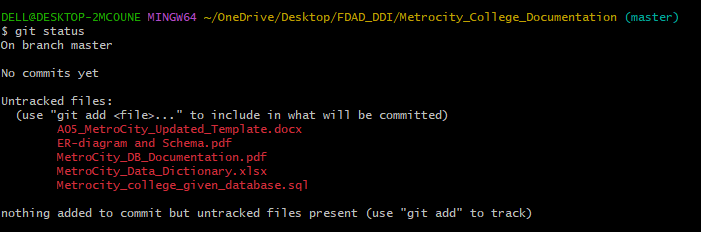 DELL@DESKTOP-2MCOUNE MINGW64 ~/OneDrive/Desktop/FDAD_DDI/Metrocity_College_Documentation (master)
$ git status
On branch master
No commits yet
Untracked files:
(use "git add <file>..." to include in what will be committed)
AO5_MetroCity_Updated_Template.docx
ER-diagram and Schema.pdf
MetroCity_DB_Documentation.pdf
MetroCity_Data_Dictionary.xlsx
Metrocity_college_given_database.sql
nothing added to commit but untracked files present (use "git add" to track)